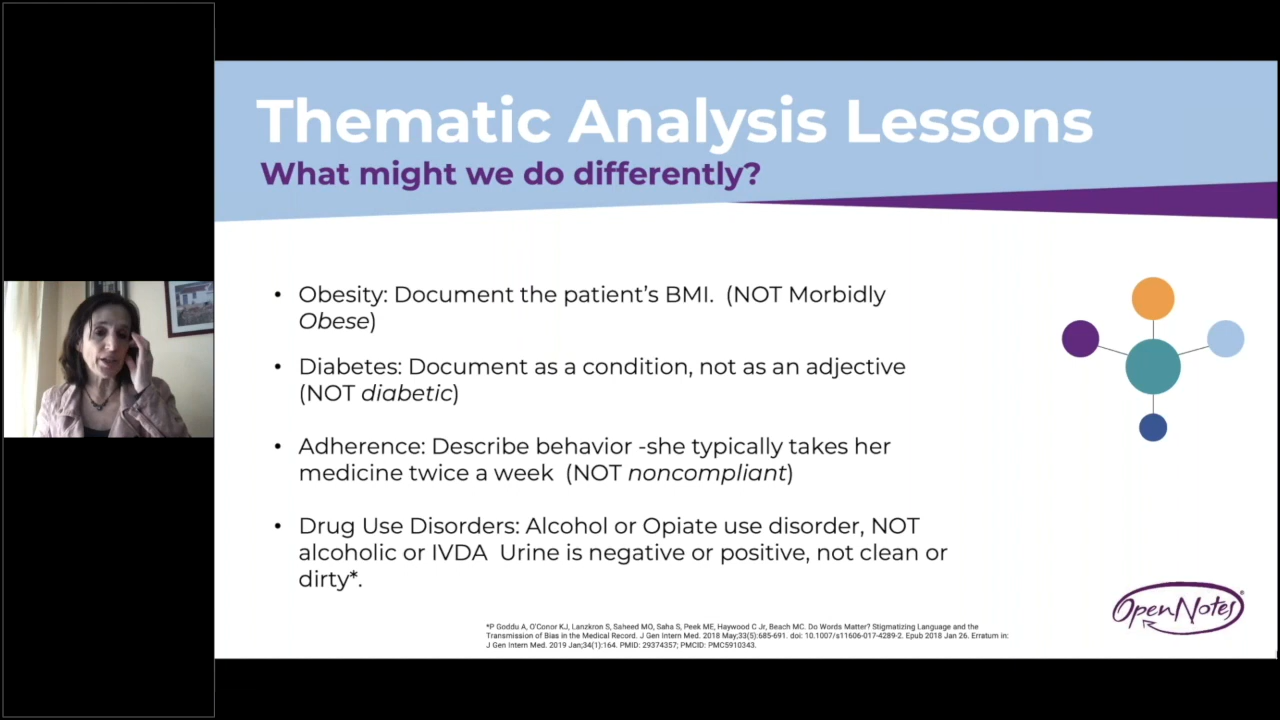 Thematic Analysis Lessons
What might we do differently?
• Obesity: Document the patient's BMI. (NOT Morbidly
Obese)
• Diabetes: Document as a condition, not as an adjective
(NOT diabetic)
• Adherence: Describe behavior -she typically takes her
medicine twice a week (NOT noncompliant)
• Drug Use Disorders: Alcohol or Opiate use disorder, NOT
alcoholic or IVDA Urine is negative or positive, not clean or
dirty*.
OpenNotes
*P Goddu A, O'Conor KJ, Lanzkron S, Saheed MO, Saha S, Peek ME, Haywood C Jr, Beach MC. Do Words Matter? Stigmatizing Language and the
Transmission of Bias in the Medical Record. J Gen Intern Med. 2018 May;33(5):685-691. doi: 10.1007/s11606-017-4289-2. Epub 2018 Jan 26. Erratum in:
J Gen Intern Med. 2019 Jan;34(1):164. PMID: 29374357; PMCID: PMC5910343.